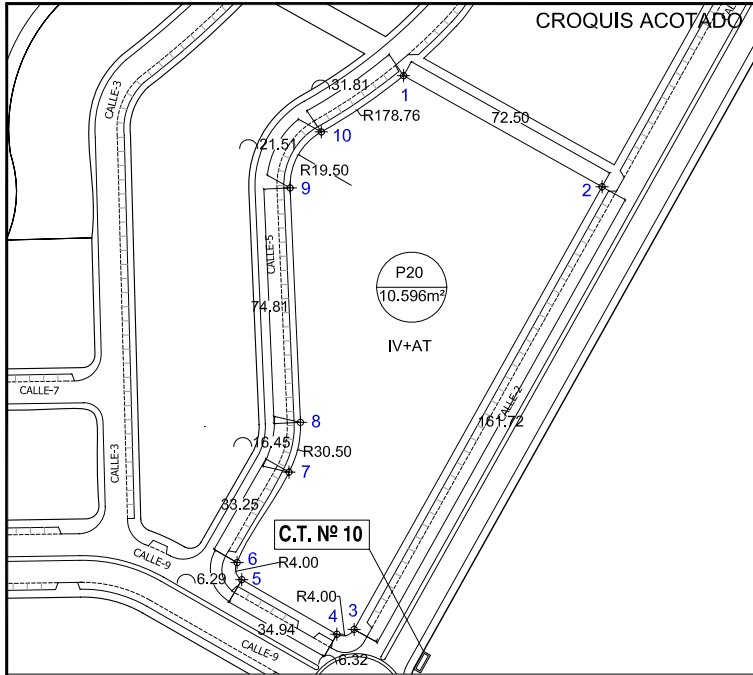 CROQUIS ACOTADO
CALLE-3
31.81
1
R178.76
72.50
10
21.51
R19.50
9
2
CALLE-5
P20
10.596m²
IV+AT
74.81
CALLE-7
CALLE-2
161.72
8
16.45
R30.50
7
CALLE-3
33.25
C.T. Nº 10
CALLE-9
6
R4.00
5
6.29
R4.00
4
3
34.94
CALLE-9
6.32